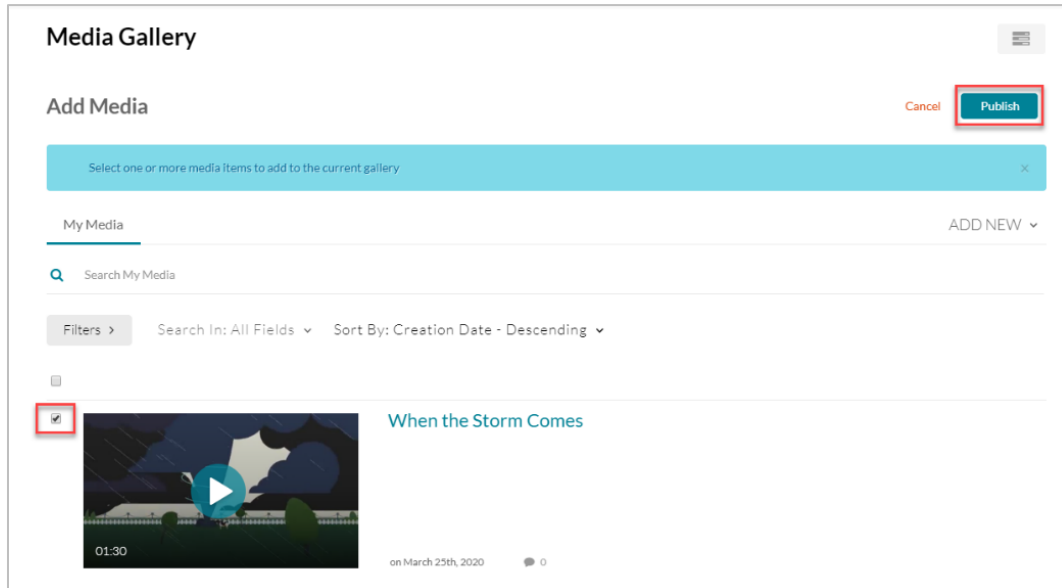 Media Gallery
Add Media
Cancel
Publish
Select one or more media items to add to the current gallery
×
My Media
ADD NEW
Search My Media
Filters >
Search In: All Fields
Sort By: Creation Date - Descending
When the Storm Comes
01:30
on March 25th, 2020
0